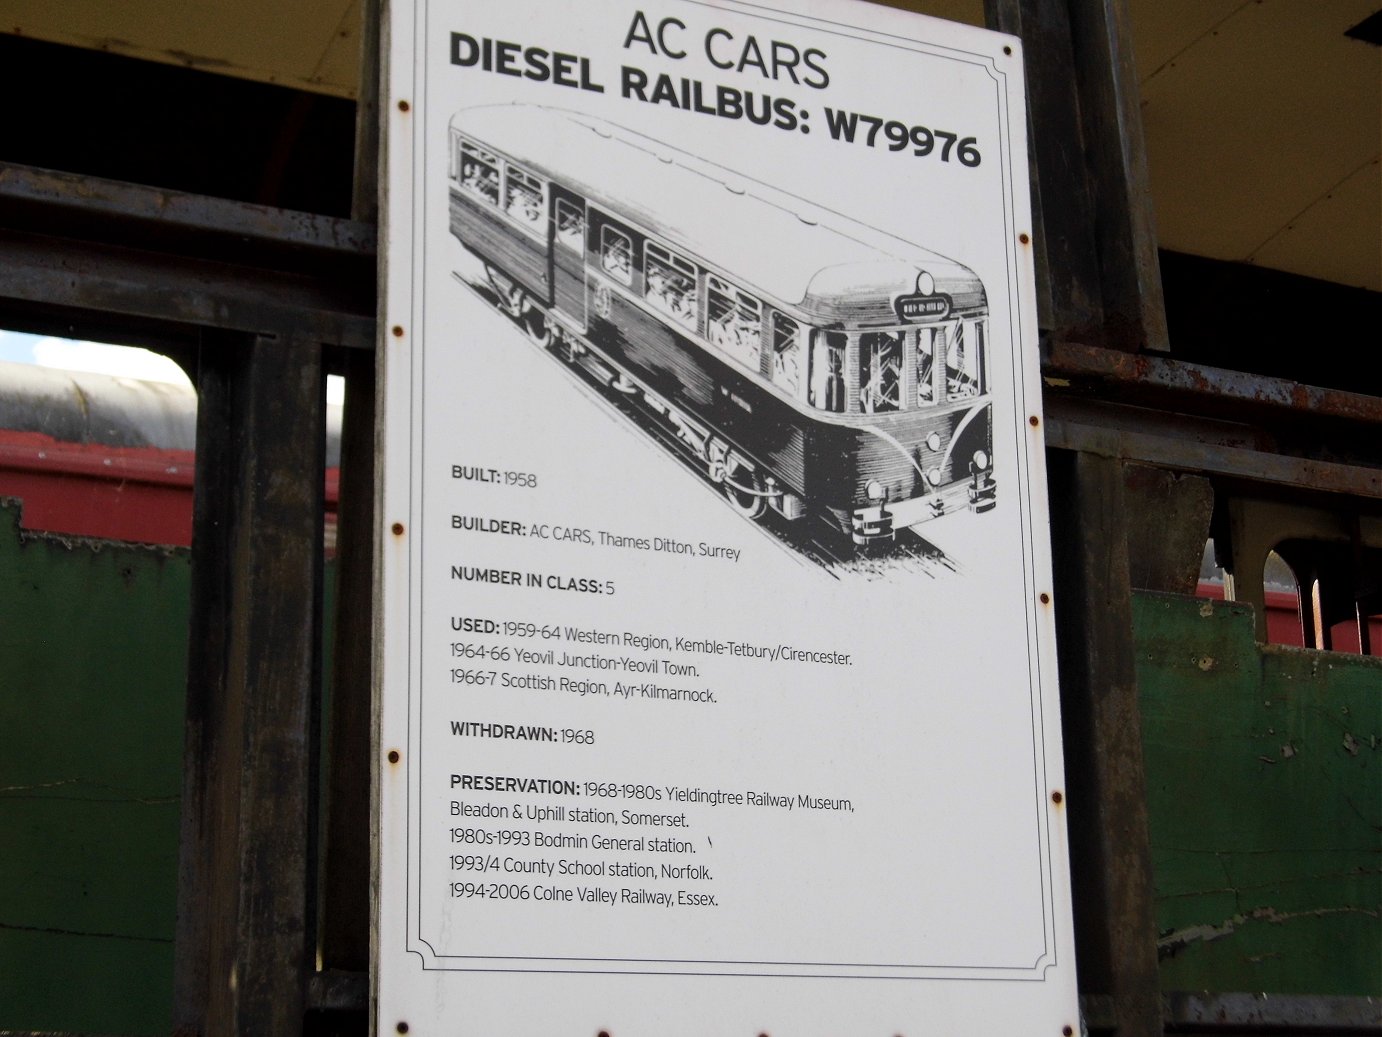 AC CARS
DIESEL RAILBUS: W79976
BUILT: 1958
BUILDER: AC CARS, Thames Ditton, Surrey
NUMBER IN CLASS: 5
USED: 1959-64 Western Region, Kemble-Tetbury/Cirencester.
1964-66 Yeovil Junction-Yeovil Town.
1966-7 Scottish Region, Ayr-Kilmarnock.
WITHDRAWN: 1968
PRESERVATION: 1968-1980s Yieldingtree Railway Museum,
Bleadon & Uphill station, Somerset.
1980s-1993 Bodmin General station.
1993/4 County School station, Norfolk.
1994-2006 Colne Valley Railway, Essex.